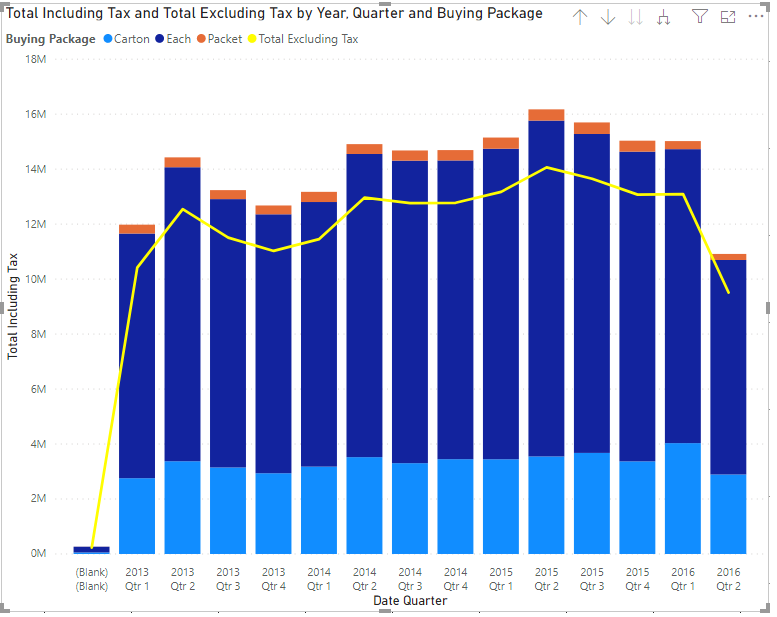 Total Including Tax and Total Excluding Tax by Year, Quarter and Buying Package
Buying Package Carton Each Packet Total Excluding Tax
18M
16M
14M
12M
10M
8M
6M
4M
2M
0M
Total Including Tax
(Blank) 2013 2013 2013 2013 2014 2014 2014 2014 2015 2015 2015 2015 2016 2016
(Blank) Qtr 1 Qtr 2 Qtr 3 Qtr 4 Qtr 1 Qtr 2 Qtr 3 Qtr 4 Qtr 1 Qtr 2 Qtr 3 Qtr 4 Qtr 1 Qtr 2
Date Quarter